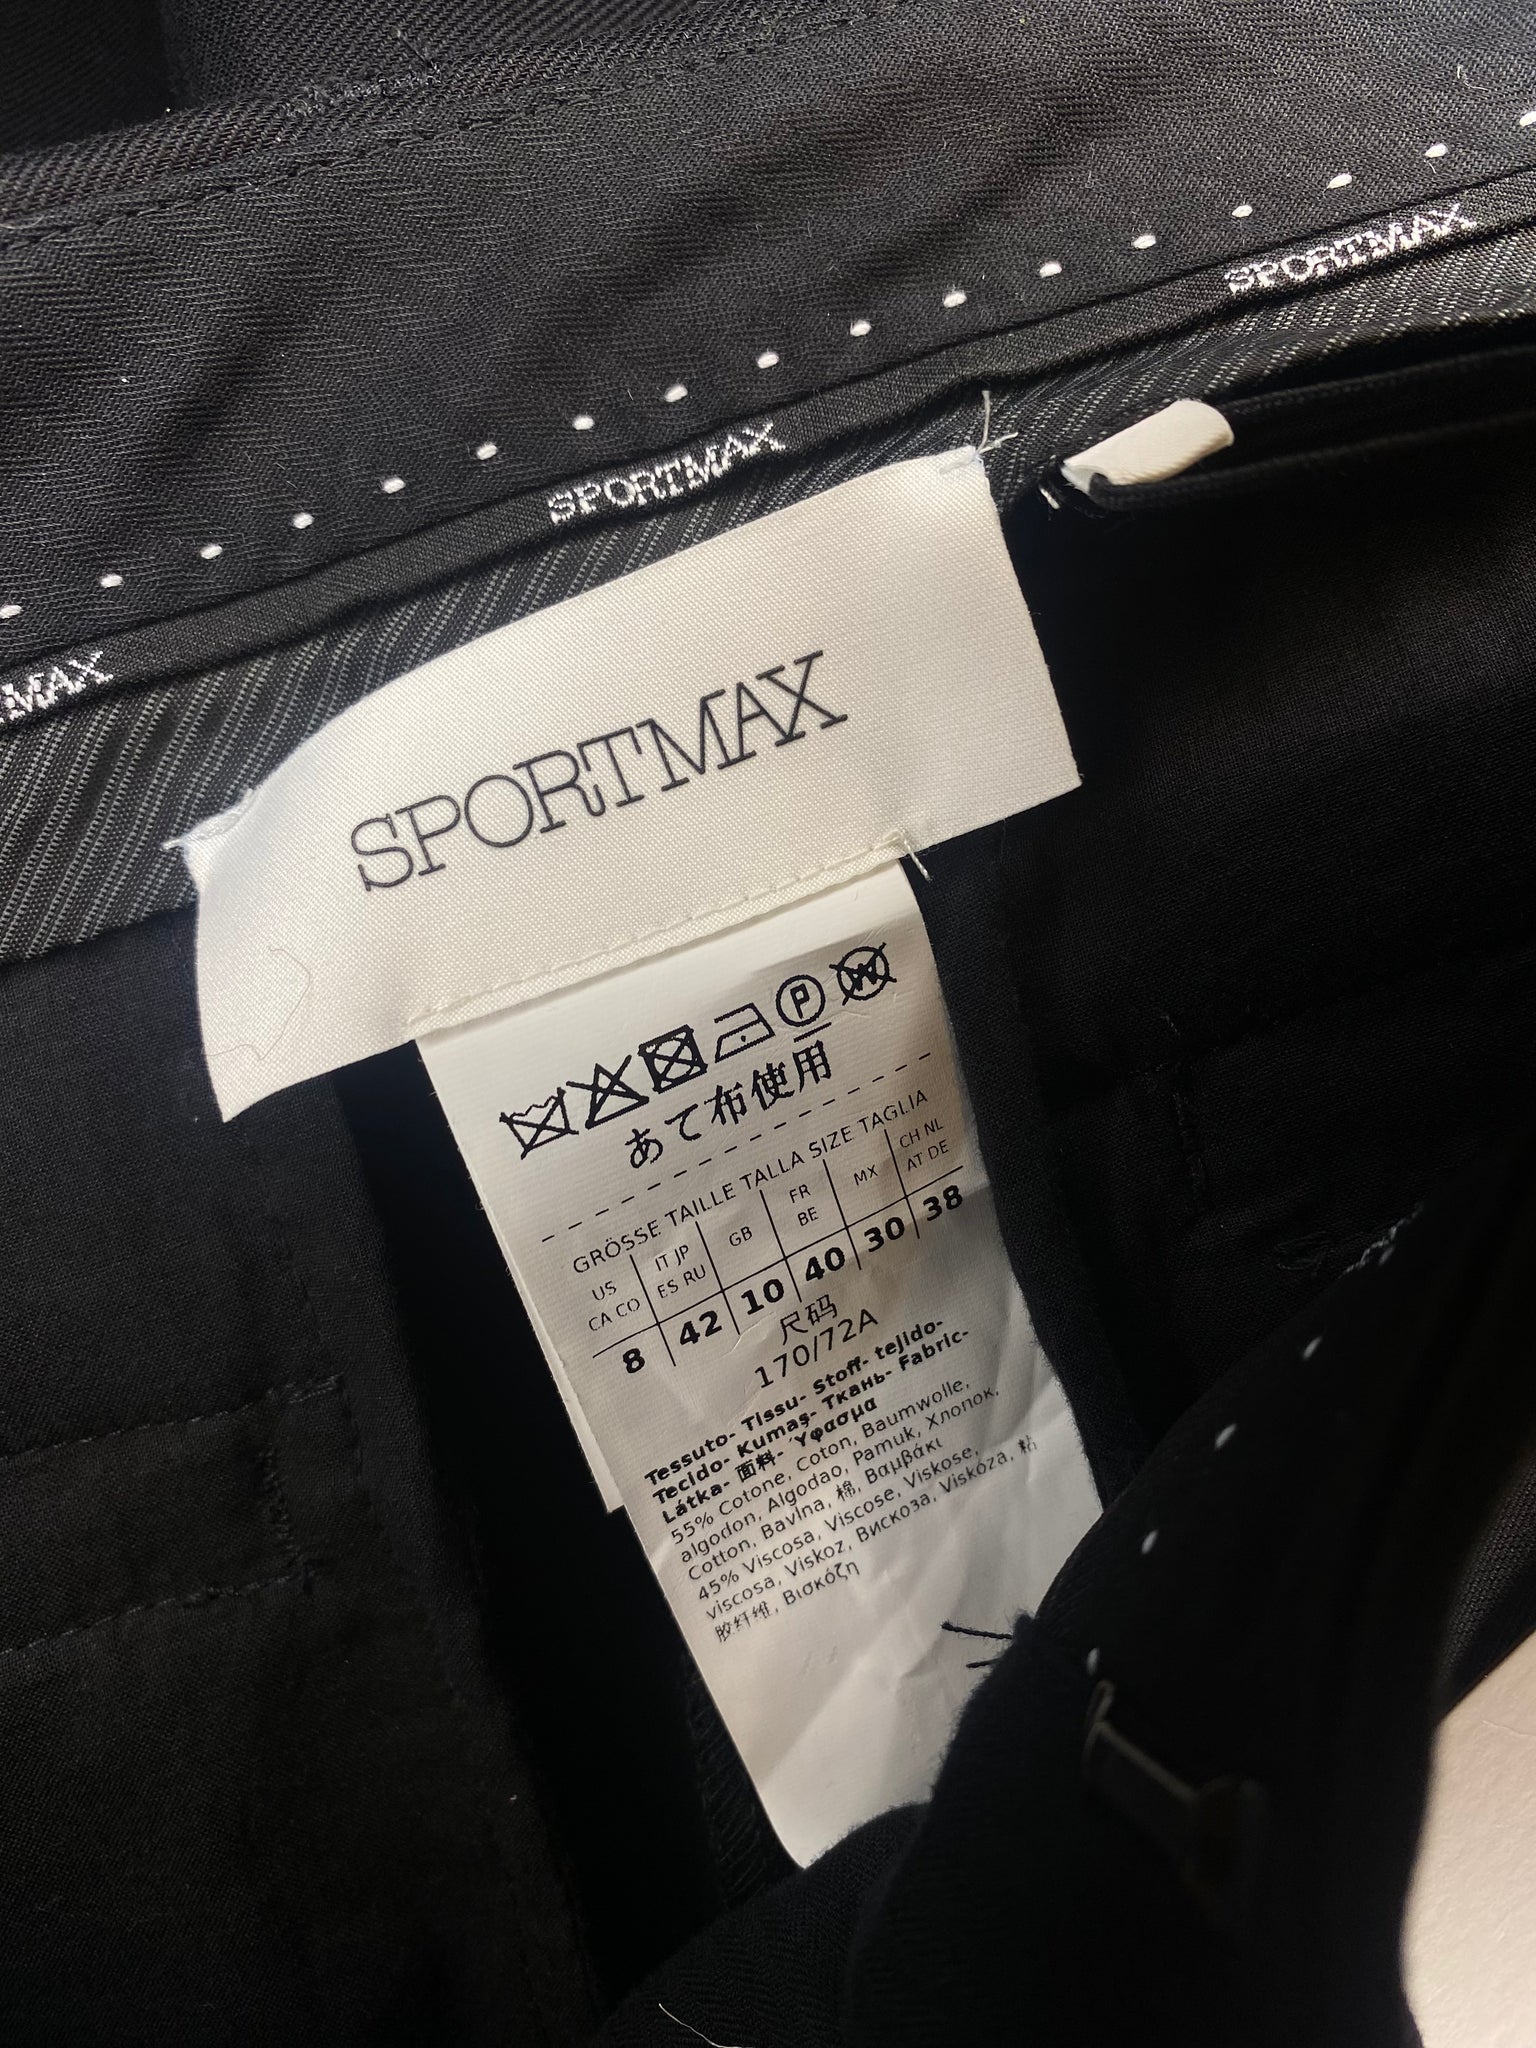 SPORTMAX
SPORTMAX
MAX
SPORTMAX
P
W
あて布使用
GRÖSSE TAILLE TALLA SIZE TAGLIA
US CA CO
IT JP ES RU
GB
FR BE
MX
CH NL AT DE
8 42 10 40 30 38
尺码
170/72A
Tessuto- Tissu- Stoff- tejido-
Tecido- Kumaş- Ткань- Fabric-
Látka- 面料- Ύφασμα
55% Cotone, Coton, Baumwolle,
algodon, Algodao, Pamuk, Хлопок,
Cotton, Bavlna, 棉, Βαμβάκι
45% Viscosa, Viscose, Viskose,
viscosa, Viskoz, Вискоза, Viskóza, 粘
胶纤维, Βισκόζη